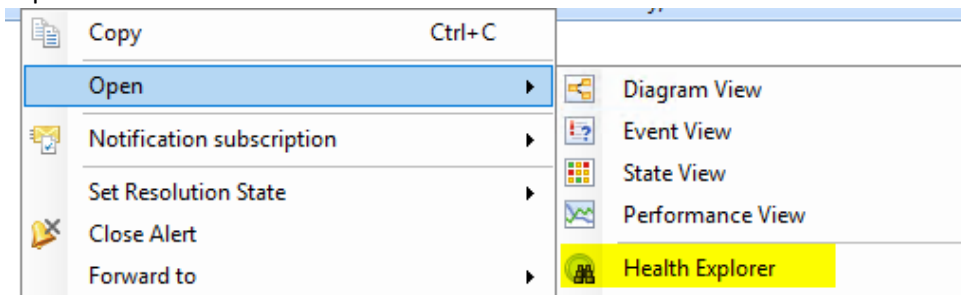 Copy Ctrl+C
Open
Diagram View
Notification subscription
Event View
Set Resolution State
State View
Close Alert
Performance View
Forward to
Health Explorer